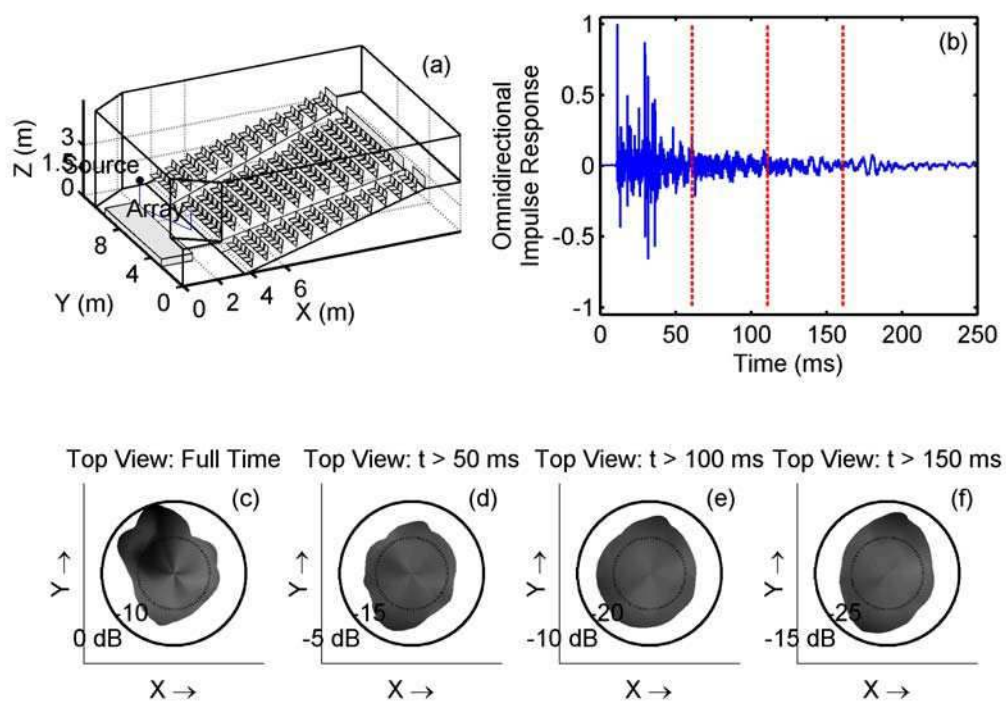 (a)
Z (m)
3
1.5
0
Source
Array
8
4
0
Y (m)
0
2
4
6
X (m)
(b)
Omnidirectional
Impulse Response
1
0.5
0
-0.5
-1
0 50 100 150 200 250
Time (ms)
Top View: Full Time
(c)
Y →
-10
0 dB
X →
Top View: t > 50 ms
(d)
Y →
-15
-5 dB
X →
Top View: t > 100 ms
(e)
Y →
-20
-10 dB
X →
Top View: t > 150 ms
(f)
Y →
-25
-15 dB
X →